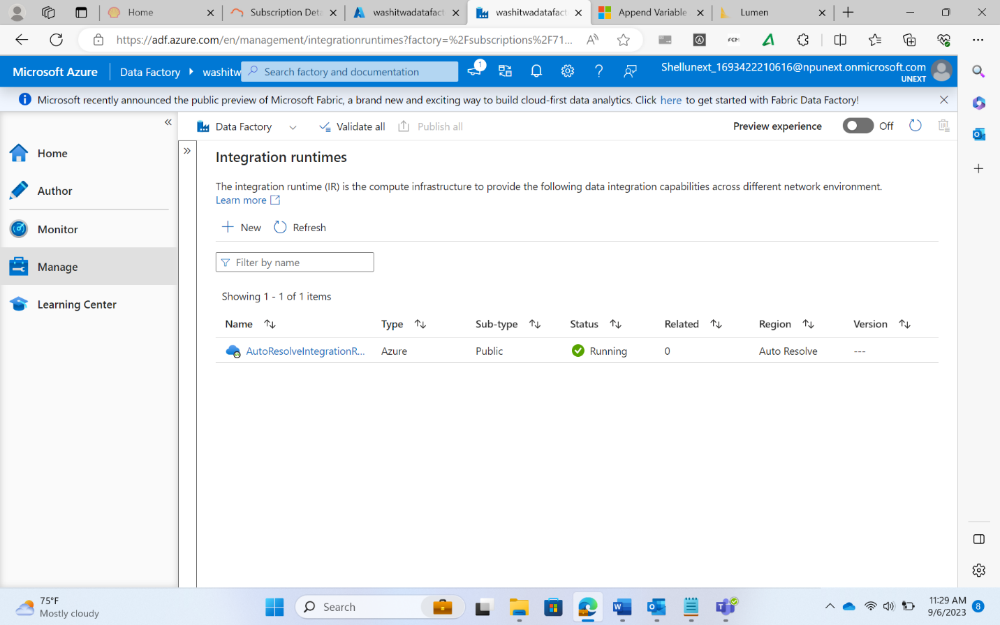 Home
Subscription Deta
washitwadatafact
washitwadatafact
Append Variable
Lumen
https://adf.azure.com/en/management/integrationruntimes?factory=%2Fsubscriptions%2F71...
FCM
Microsoft Azure
Data Factory
washitw
Search factory and documentation
1
Shellunext_1693422210616@npunext.onmicrosoft.com
UNEXT
Microsoft recently announced the public preview of Microsoft Fabric, a brand new and exciting way to build cloud-first data analytics. Click here to get started with Fabric Data Factory!
Data Factory
Validate all
Publish all
Preview experience
Off
Home
Author
Monitor
Manage
Learning Center
Integration runtimes
The integration runtime (IR) is the compute infrastructure to provide the following data integration capabilities across different network environment.
Learn more
New
Refresh
Filter by name
Showing 1 - 1 of 1 items
Name Type Sub-type Status Related Region Version
AutoResolveIntegrationR... Azure Public Running 0 Auto Resolve ---
75°F
Mostly cloudy
Search
11:29 AM
9/6/2023
8